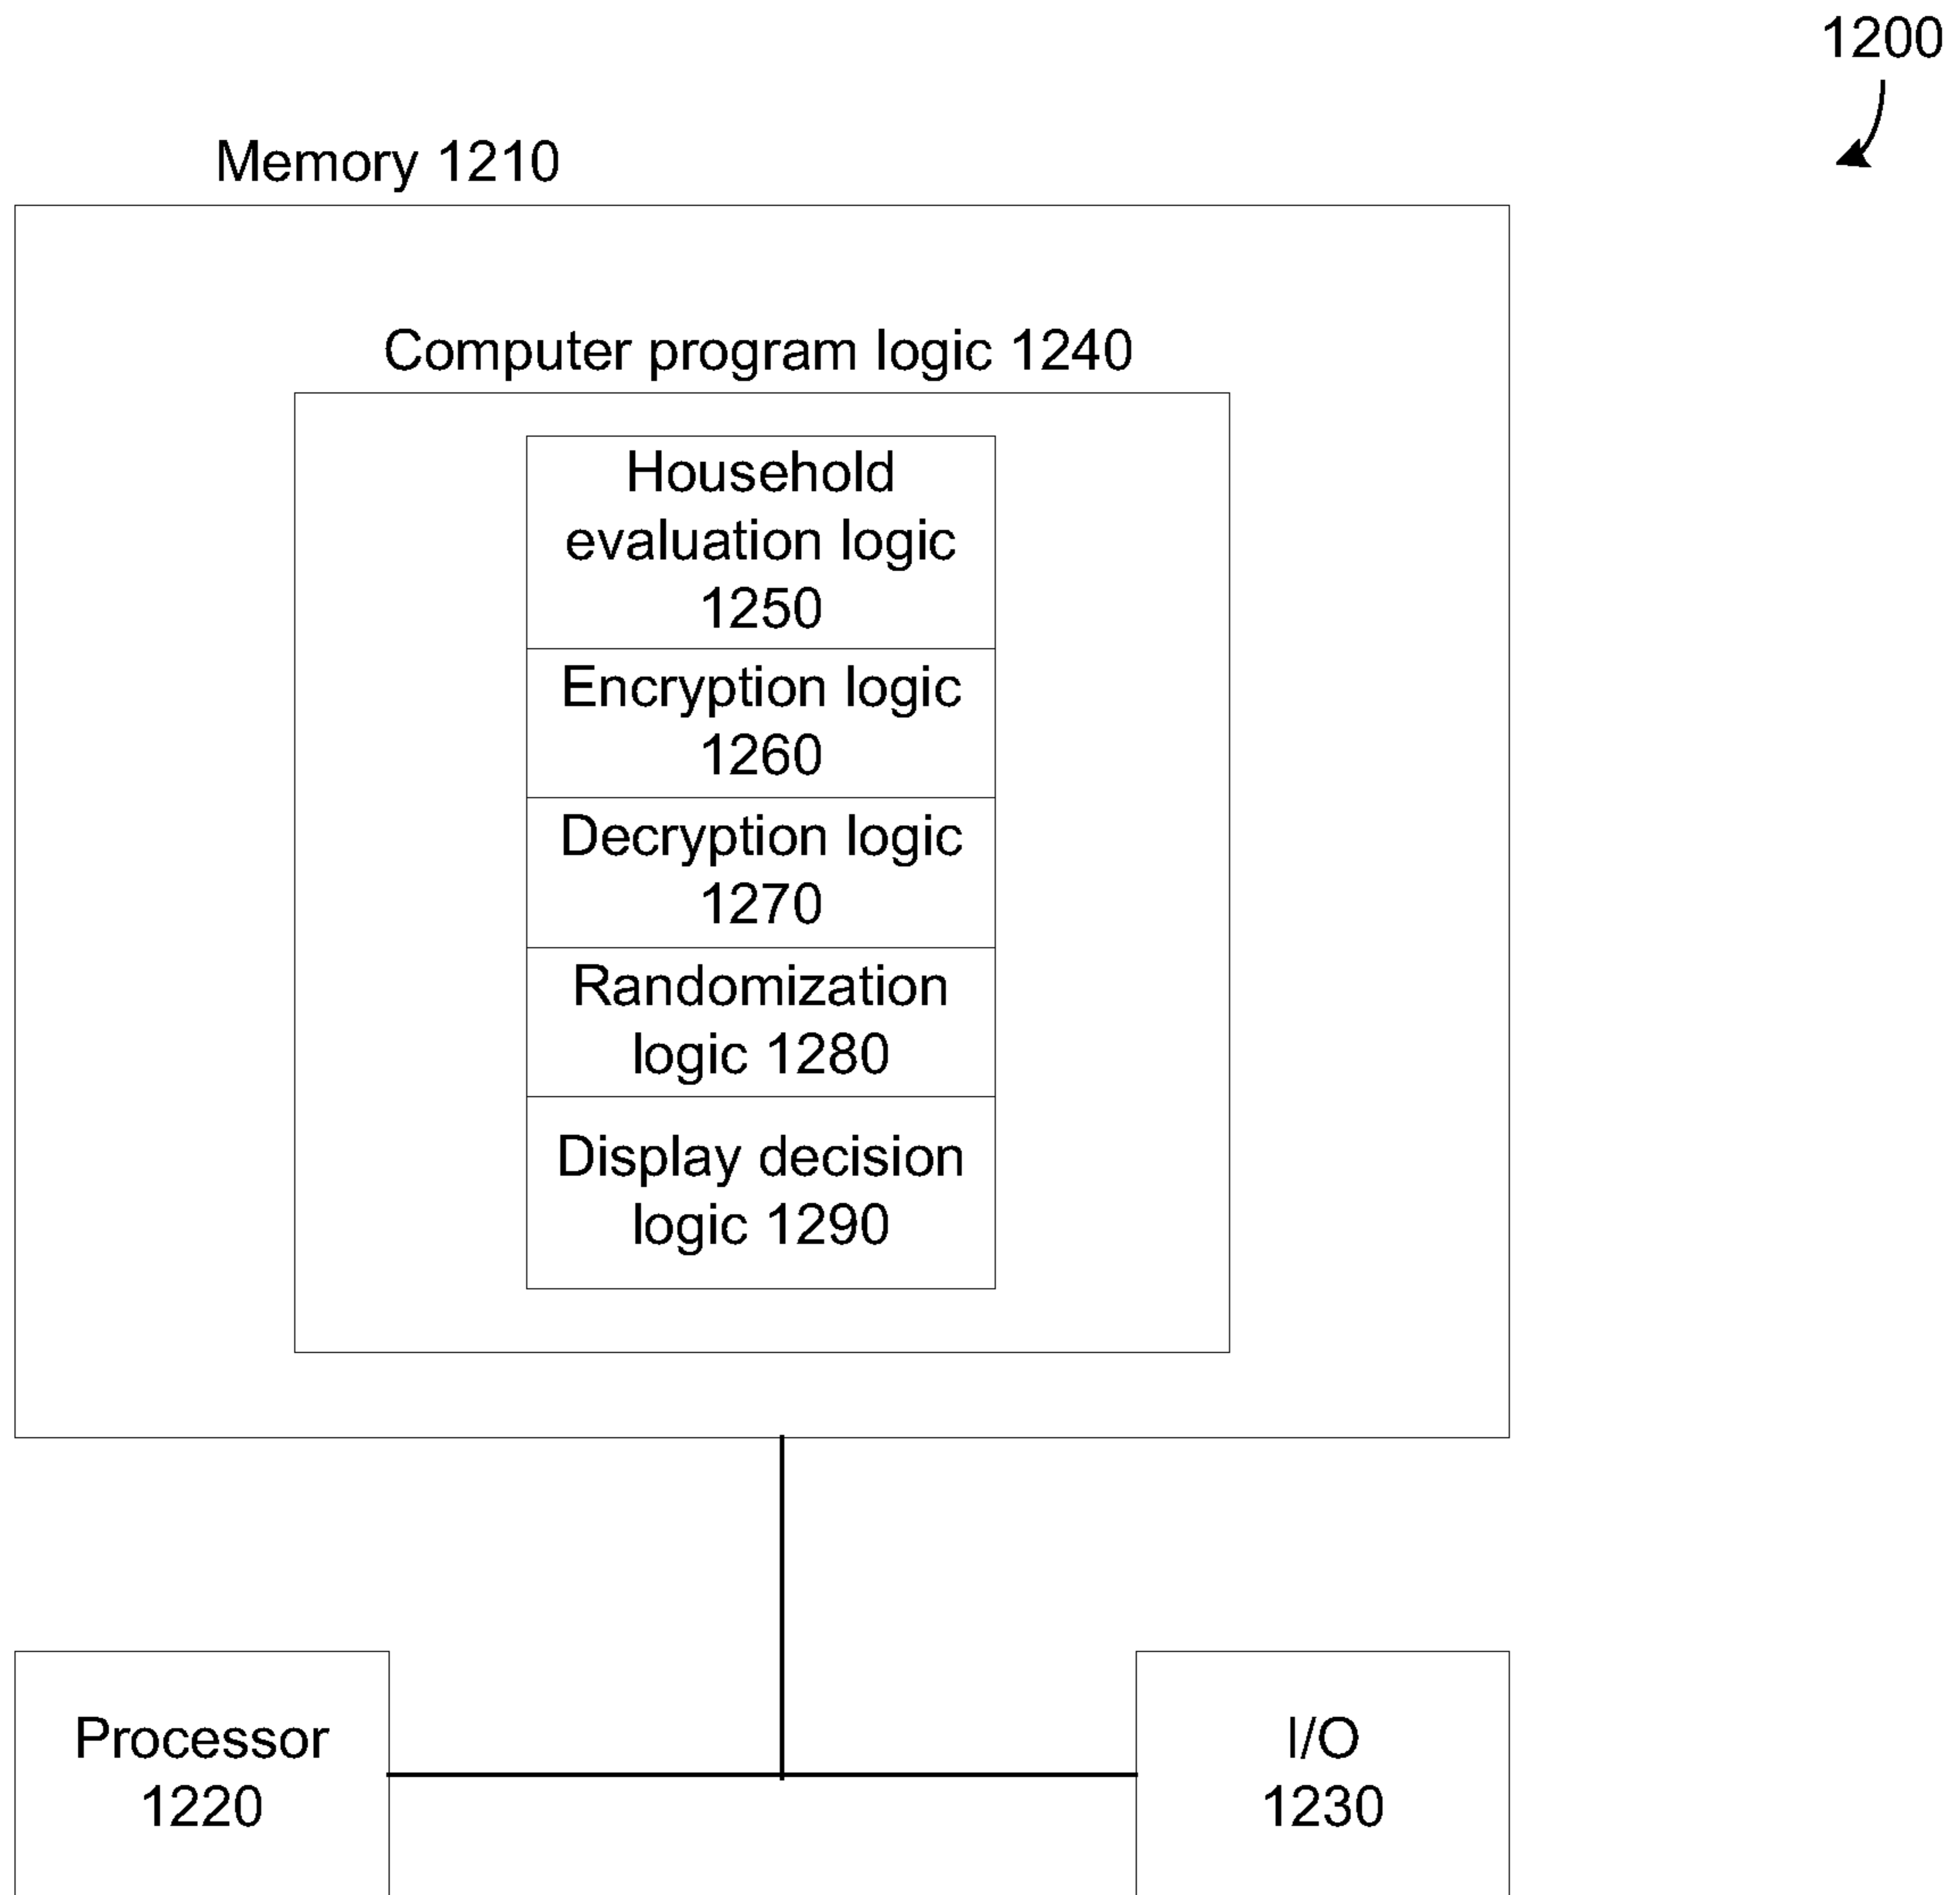 1200
Memory 1210
Computer program logic 1240
Household
evaluation logic
1250
Encryption logic
1260
Decryption logic
1270
Randomization
logic 1280
Display decision
logic 1290
Processor
1220
I/O
1230